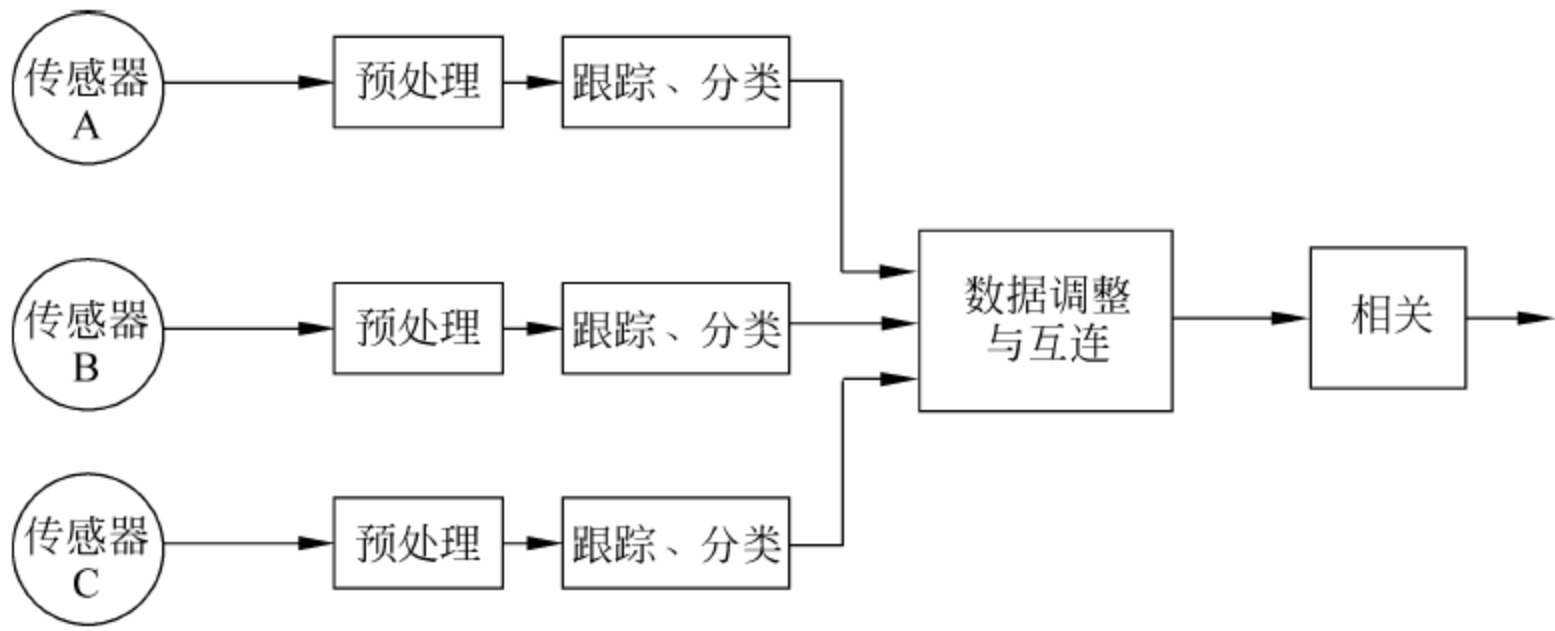 传感器
A
预处理
跟踪、分类
传感器
B
预处理
跟踪、分类
数据调整
与互连
相关
传感器
C
预处理
跟踪、分类